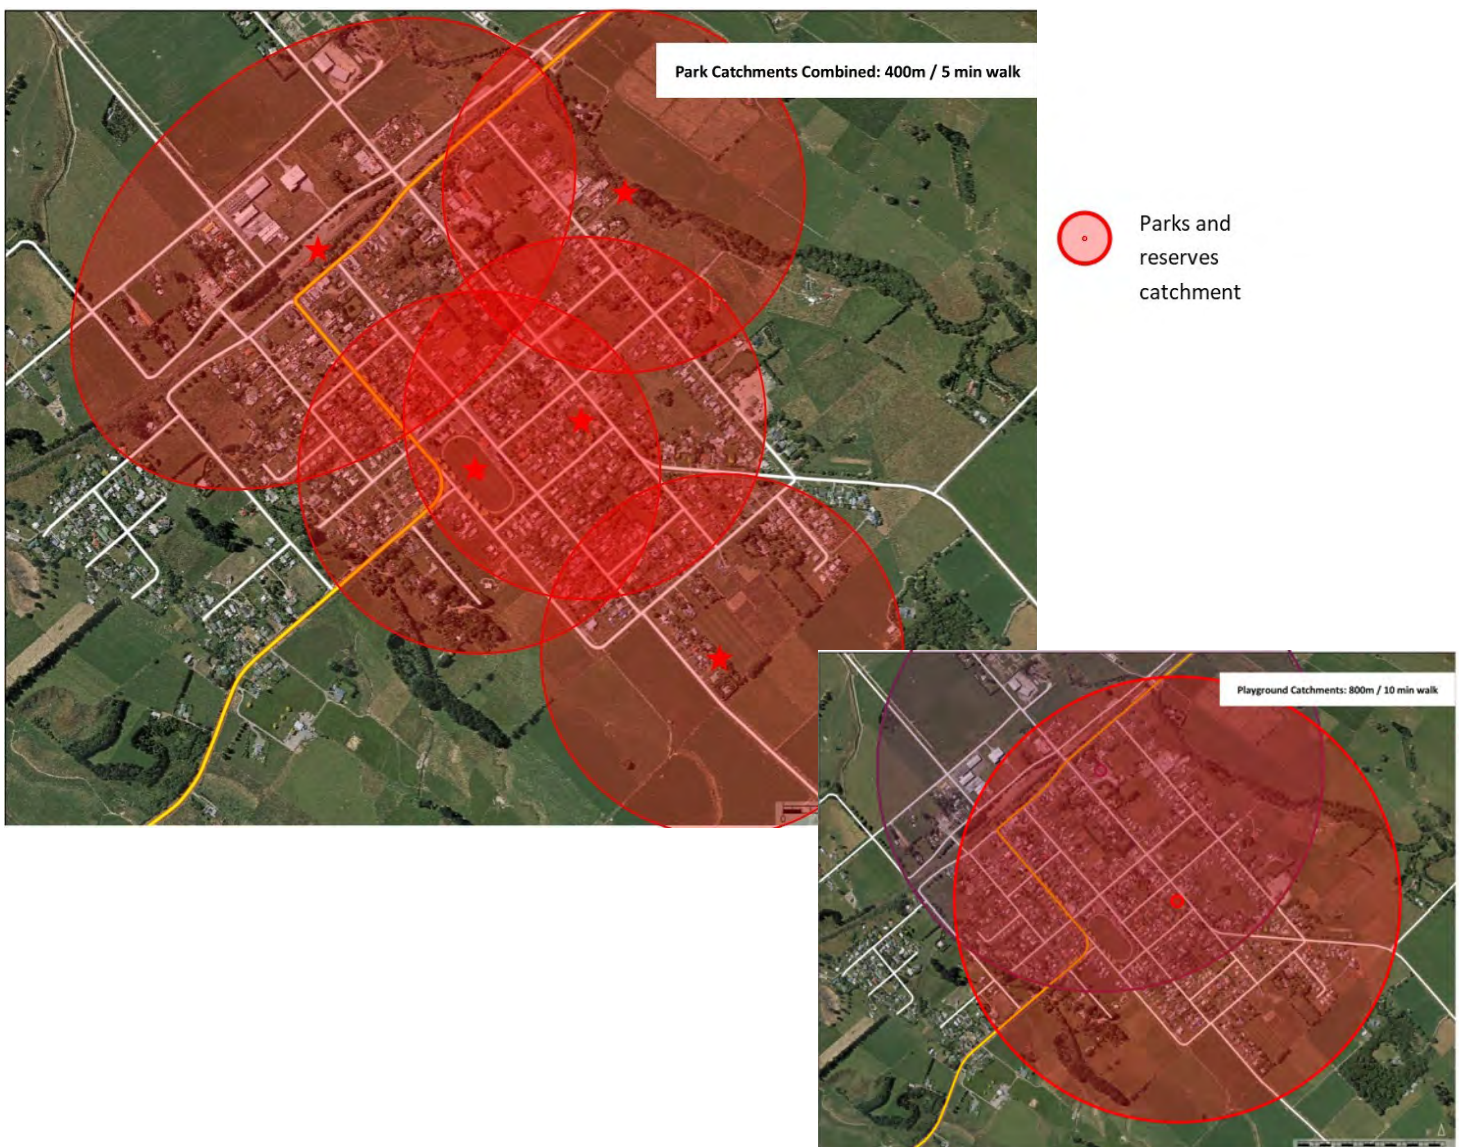 Park Catchments Combined: 400m / 5 min walk
Parks and
reserves
catchment
Playground Catchments: 800m / 10 min walk